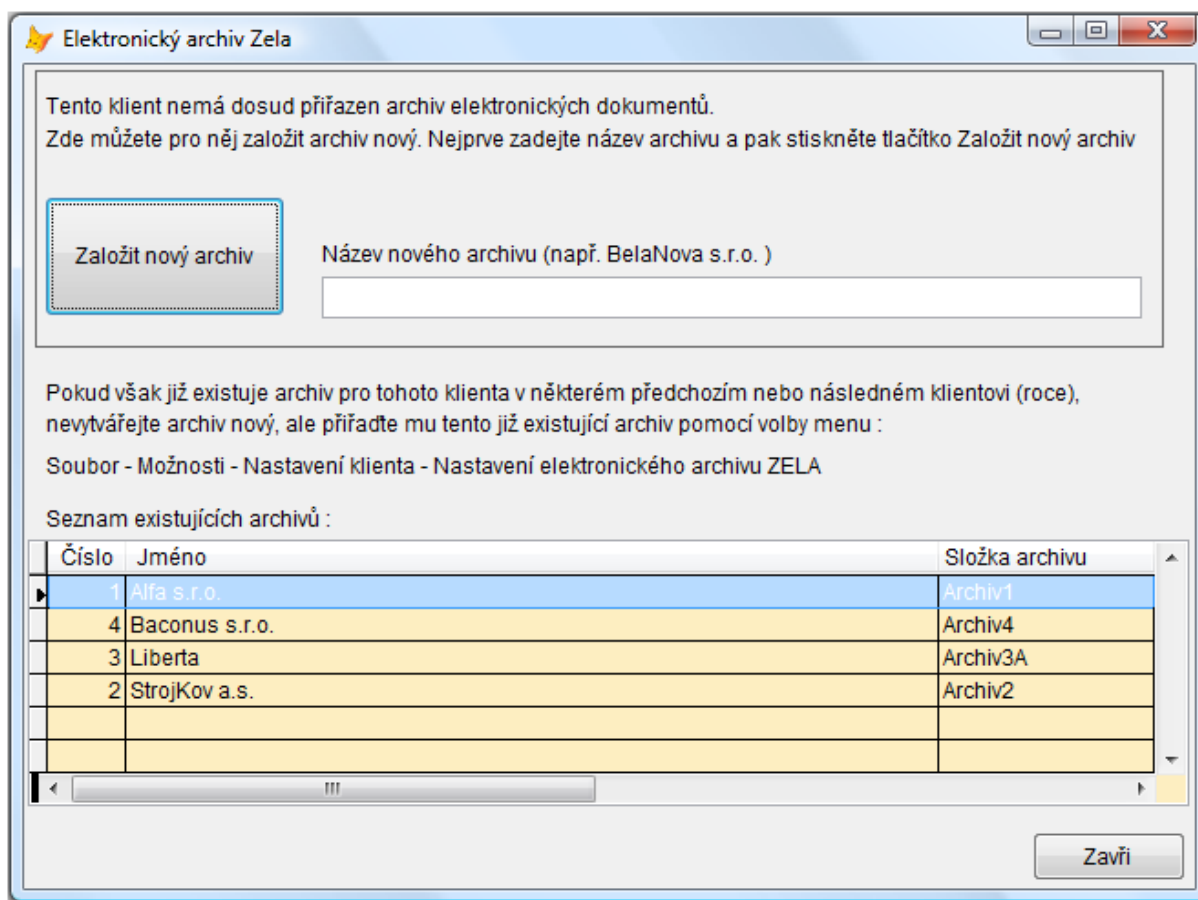 Elektronický archiv Zela
Tento klient nemá dosud přiřazen archiv elektronických dokumentů.
Zde můžete pro něj založit archiv nový. Nejprve zadejte název archivu a pak stiskněte tlačítko Založit nový archiv
Založit nový archiv
Název nového archivu (např. BelaNova s.r.o. )
Pokud však již existuje archiv pro tohoto klienta v některém předchozím nebo následném klientovi (roce),
nevytvářejte archiv nový, ale přiřaďte mu tento již existující archiv pomocí volby menu :
Soubor - Možnosti - Nastavení klienta - Nastavení elektronického archivu ZELA
Seznam existujících archivů :
Číslo Jméno Složka archivu
1 Alfa s.r.o. Archiv1
4 Baconus s.r.o. Archiv4
3 Liberta Archiv3A
2 StrojKov a.s. Archiv2
Zavři